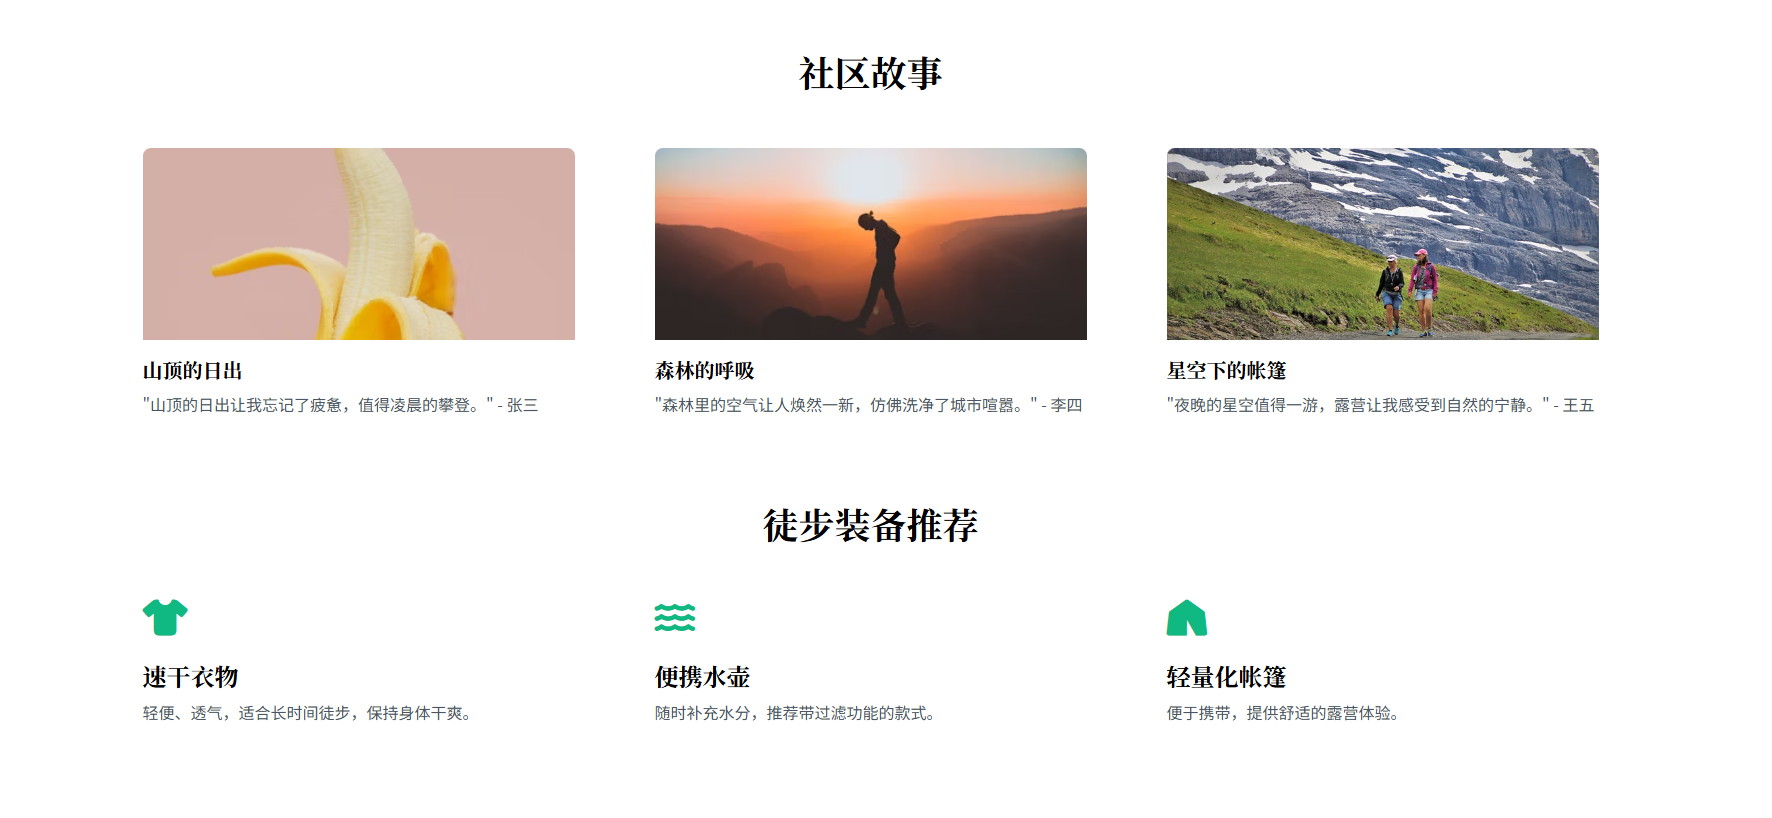 社区故事
山顶的日出
"山顶的日出让我忘记了疲惫，值得凌晨的攀登。" - 张三
森林的呼吸
"森林里的空气让人焕然一新，仿佛洗净了城市喧嚣。" - 李四
星空下的帐篷
"夜晚的星空值得一游，露营让我感受到自然的宁静。" - 王五
徒步装备推荐
速干衣物
轻便、透气，适合长时间徒步，保持身体干爽。
便携水壶
随时补充水分，推荐带过滤功能的款式。
轻量化帐篷
便于携带，提供舒适的露营体验。